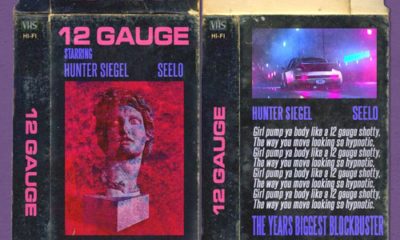 VHS
HI-FI
12 GAUGE
STARRING
HUNTER SIEGEL SEELO
12 GAUGE
VHS
HI-FI
12 GAUGE
HUNTER SIEGEL SEELO
Girl pump ya body like a 12 gauge shotty,
The way you move looking so hypnotic,
Girl pump ya body like a 12 gauge shotty,
The way you move looking so hypnotic,
Girl pump ya body like a 12 gauge shotty,
The way you move looking so hypnotic,
Girl pump ya body like a 12 gauge shotty,
The way you move looking so hypnotic.
THE YEARS BIGGEST BLOCKBUSTER